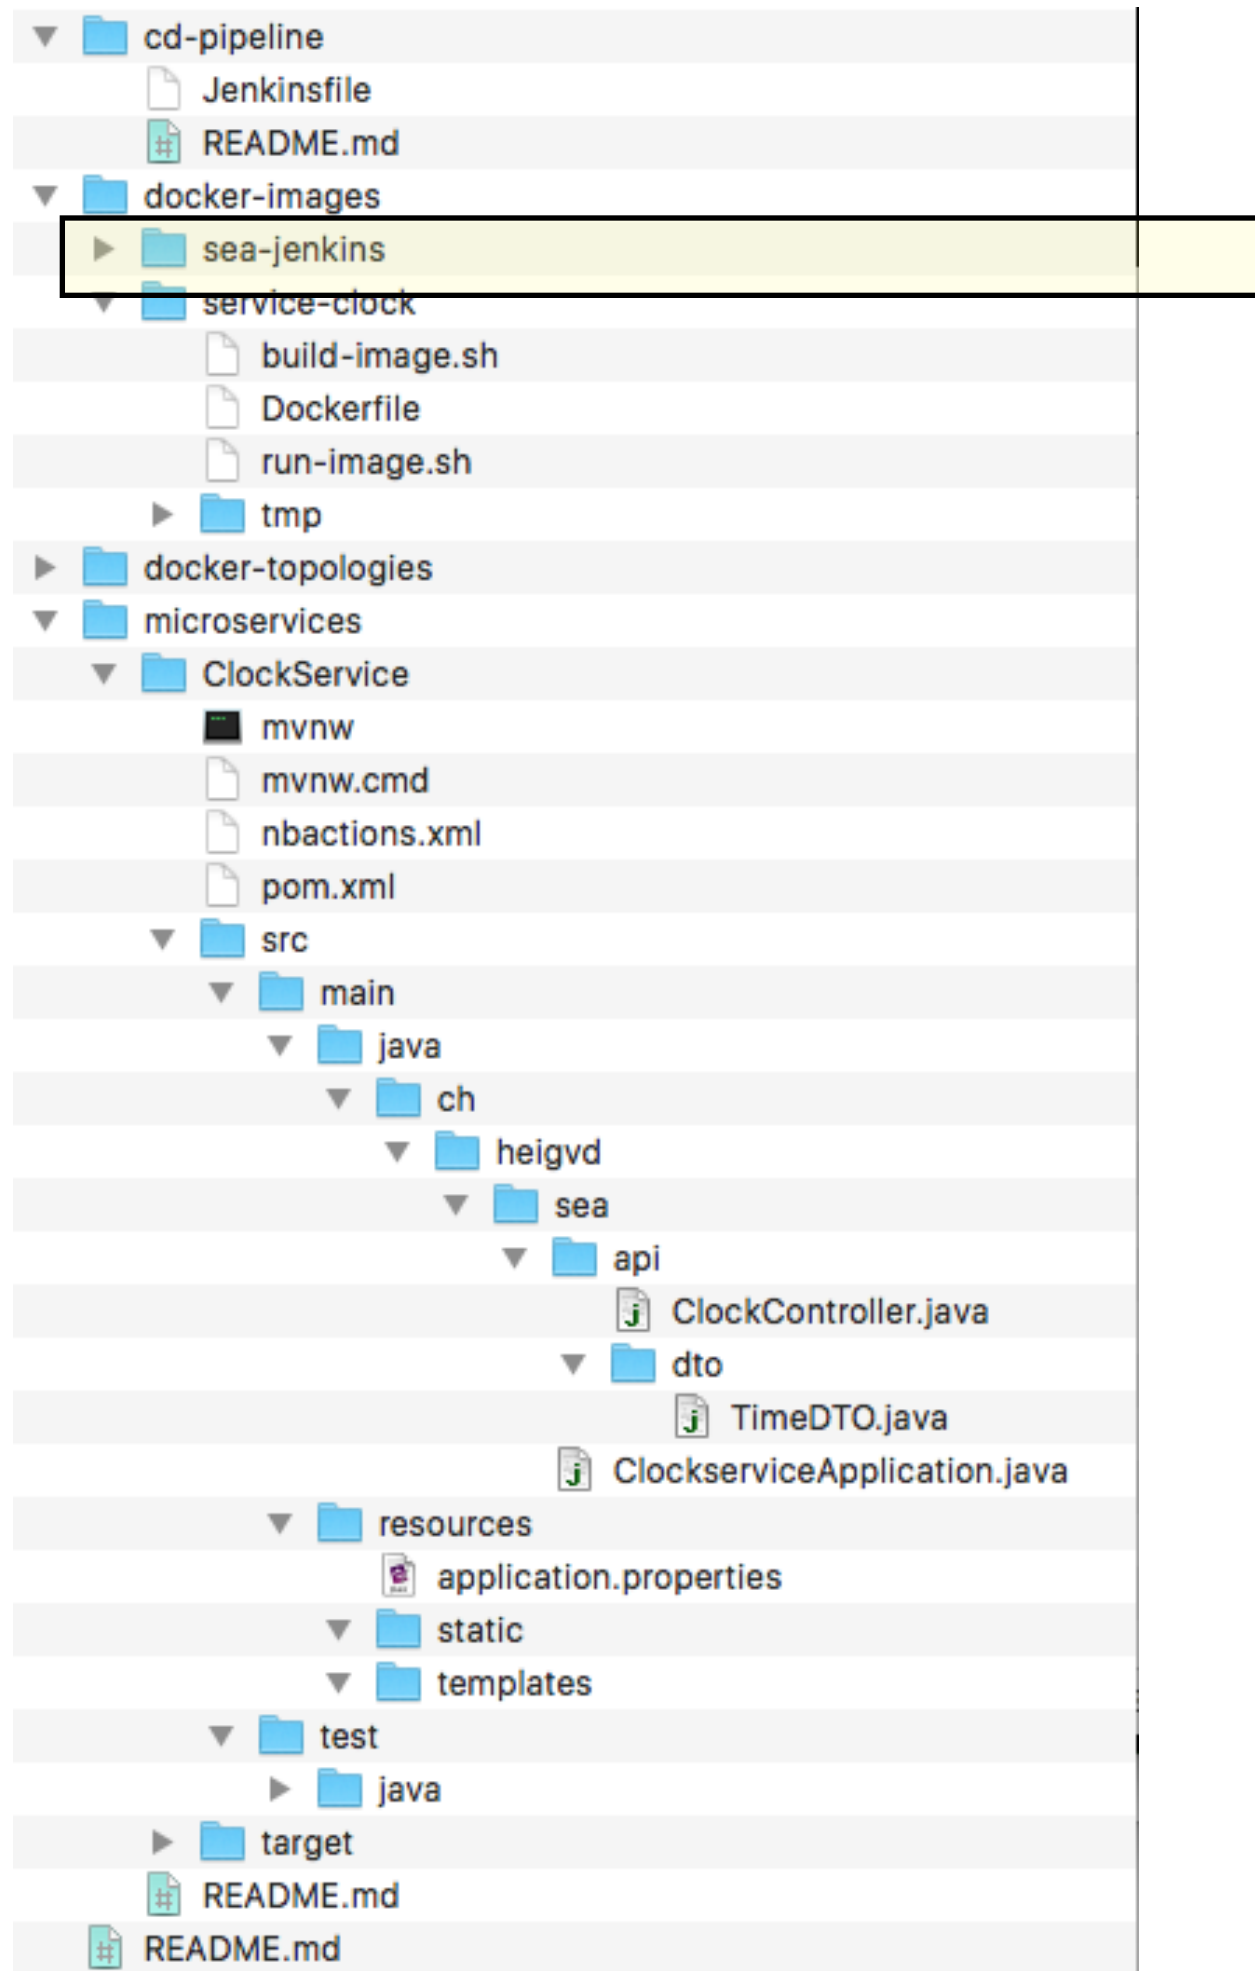 cd-pipeline
Jenkinsfile
README.md
docker-images
sea-jenkins
service-clock
build-image.sh
Dockerfile
run-image.sh
tmp
docker-topologies
microservices
ClockService
mvnw
mvnw.cmd
nbactions.xml
pom.xml
src
main
java
ch
heigvd
sea
api
ClockController.java
dto
TimeDTO.java
ClockserviceApplication.java
resources
application.properties
static
templates
test
java
target
README.md
README.md